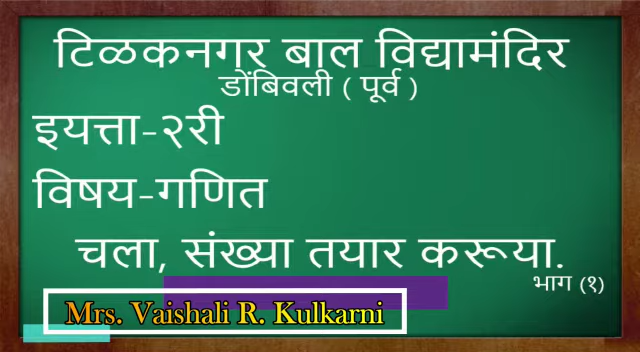 टिळकनगर बाल विद्यामंदिर
डोंबिवली ( पूर्व )
इयत्ता-२री
विषय-गणित
चला, संख्या तयार करूया.
भाग (१)
Mrs. Vaishali R. Kulkarni